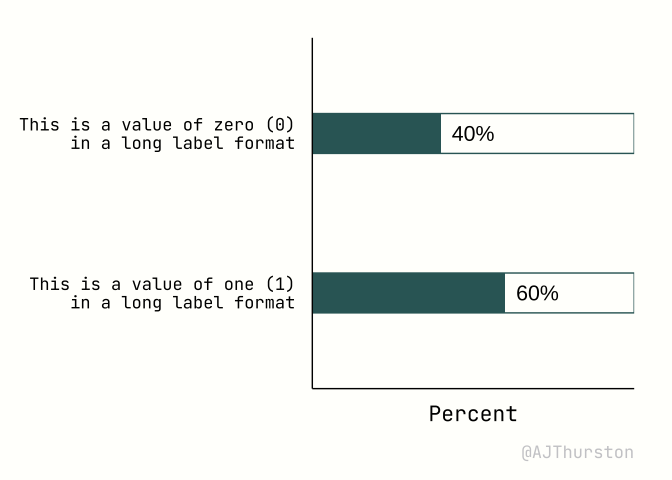 This is a value of zero (0)
in a long label format
40%
This is a value of one (1)
in a long label format
60%
Percent
@AJThurston